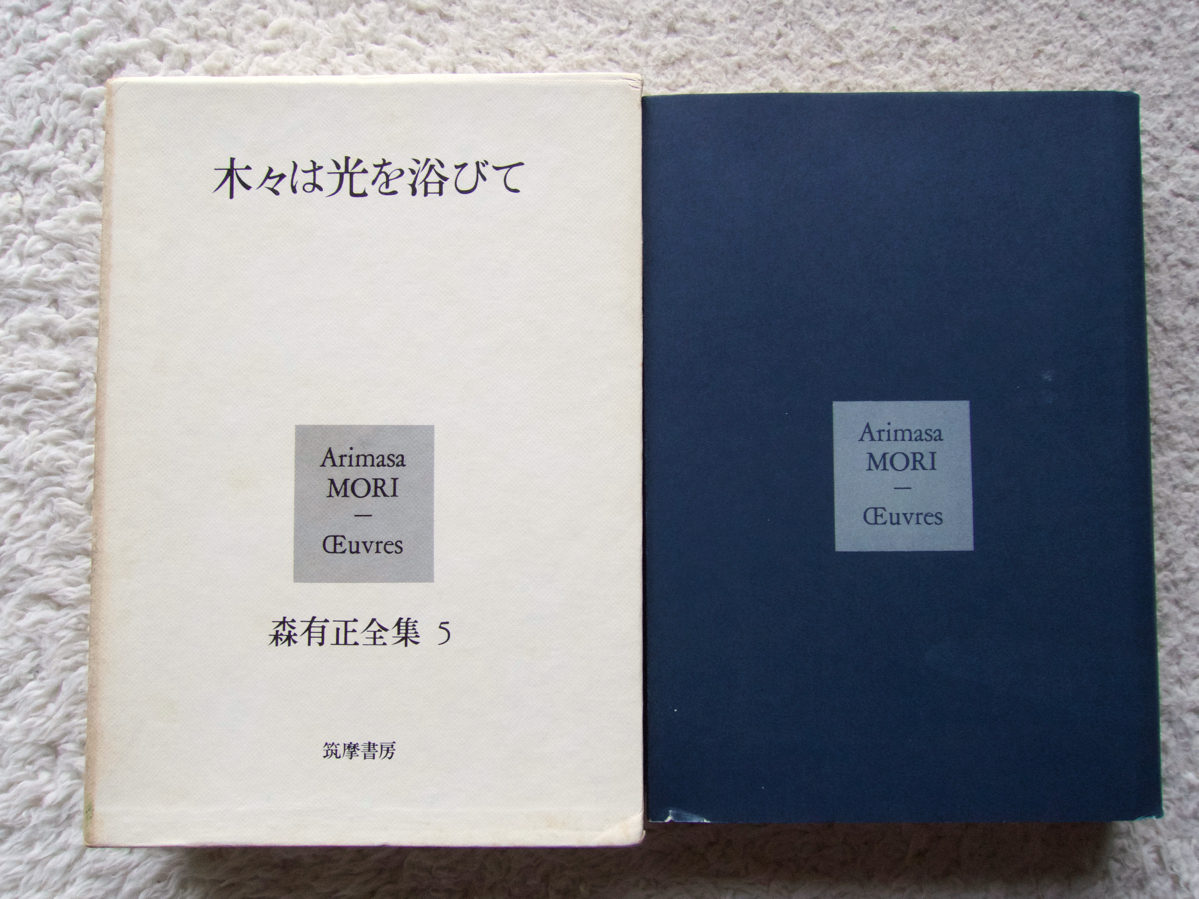 木々は光を浴びて
Arimasa
MORI
—
Œuvres
森有正全集 5
筑摩書房
Arimasa
MORI
—
Œuvres